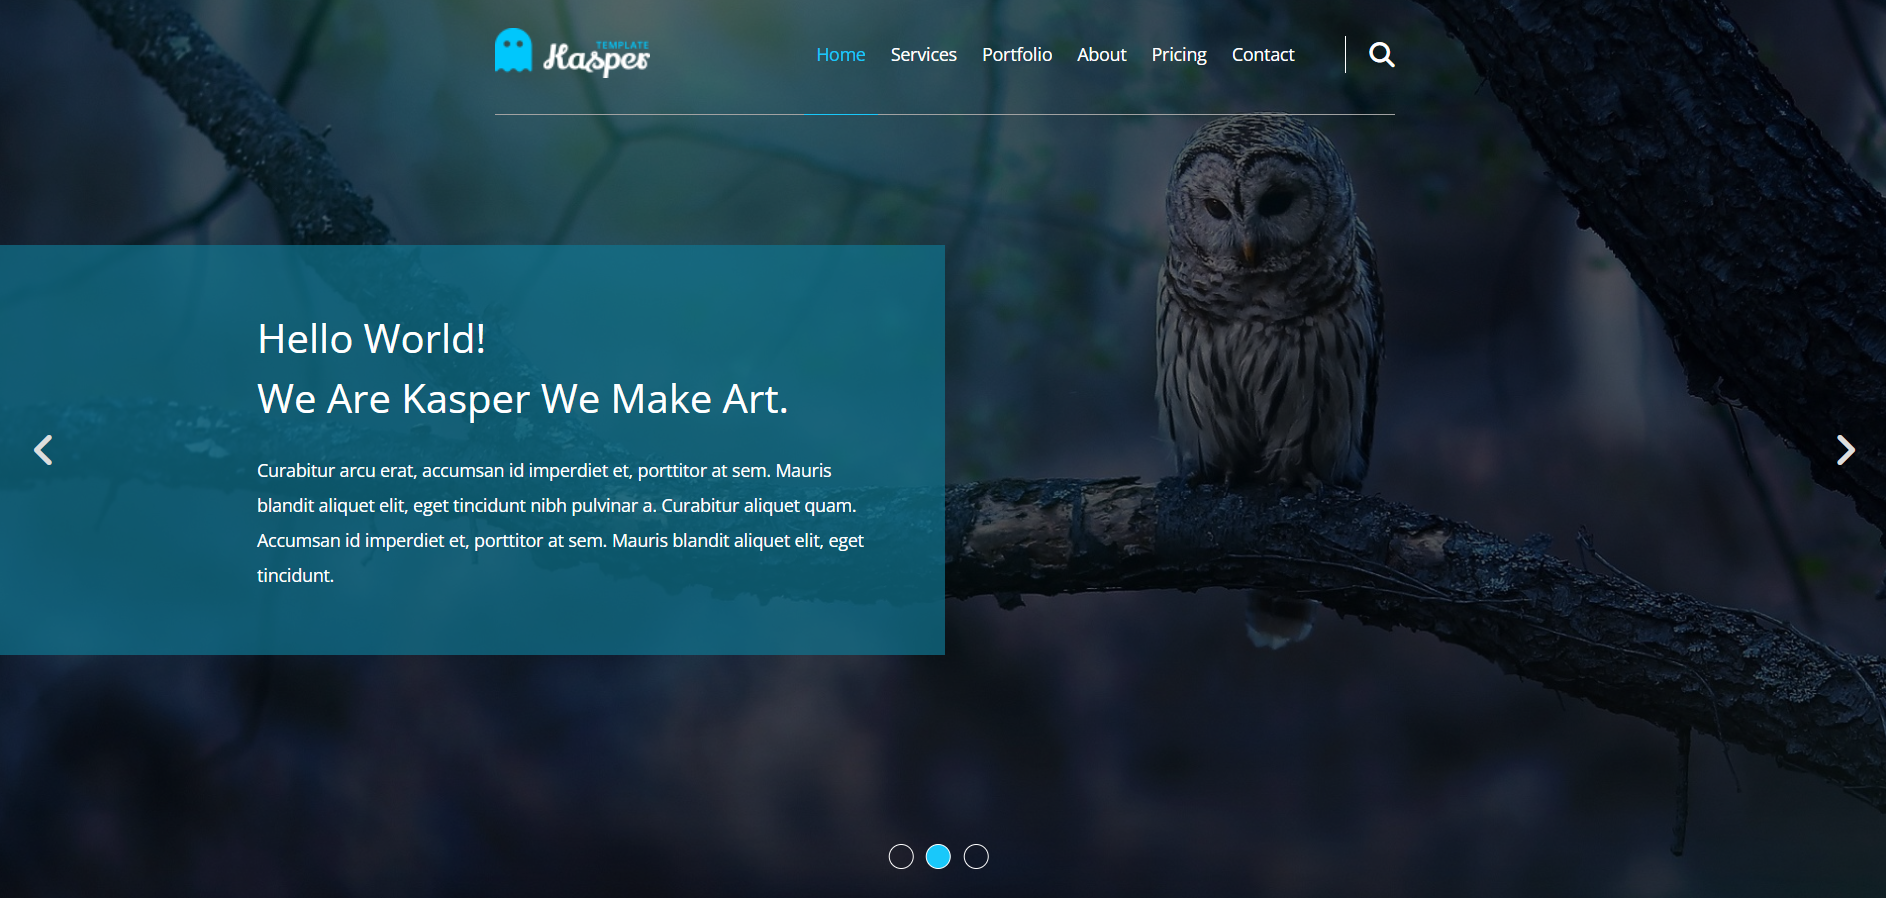 TEMPLATE
Kasper
Home Services Portfolio About Pricing Contact
Hello World!
We Are Kasper We Make Art.
Curabitur arcu erat, accumsan id imperdiet et, porttitor at sem. Mauris
blandit aliquet elit, eget tincidunt nibh pulvinar a. Curabitur aliquet quam.
Accumsan id imperdiet et, porttitor at sem. Mauris blandit aliquet elit, eget
tincidunt.